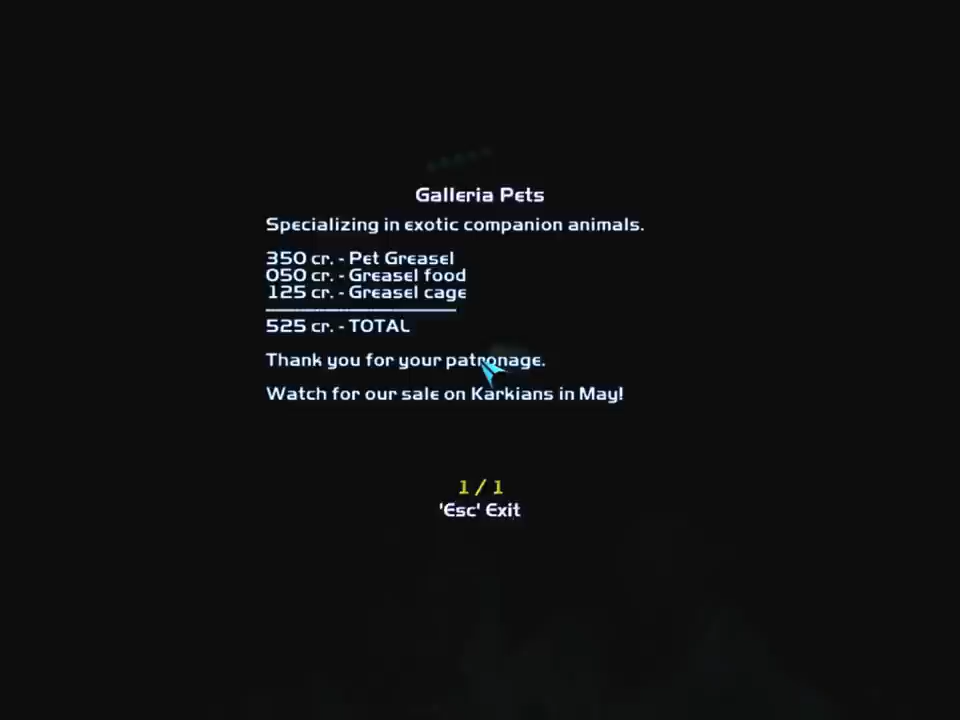 Galleria Pets
Specializing in exotic companion animals.
350 cr. - Pet Greasel
050 cr. - Greasel food
125 cr. - Greasel cage
525 cr. - TOTAL
Thank you for your patronage.
Watch for our sale on Karkians in May!
1 / 1
'Esc' Exit